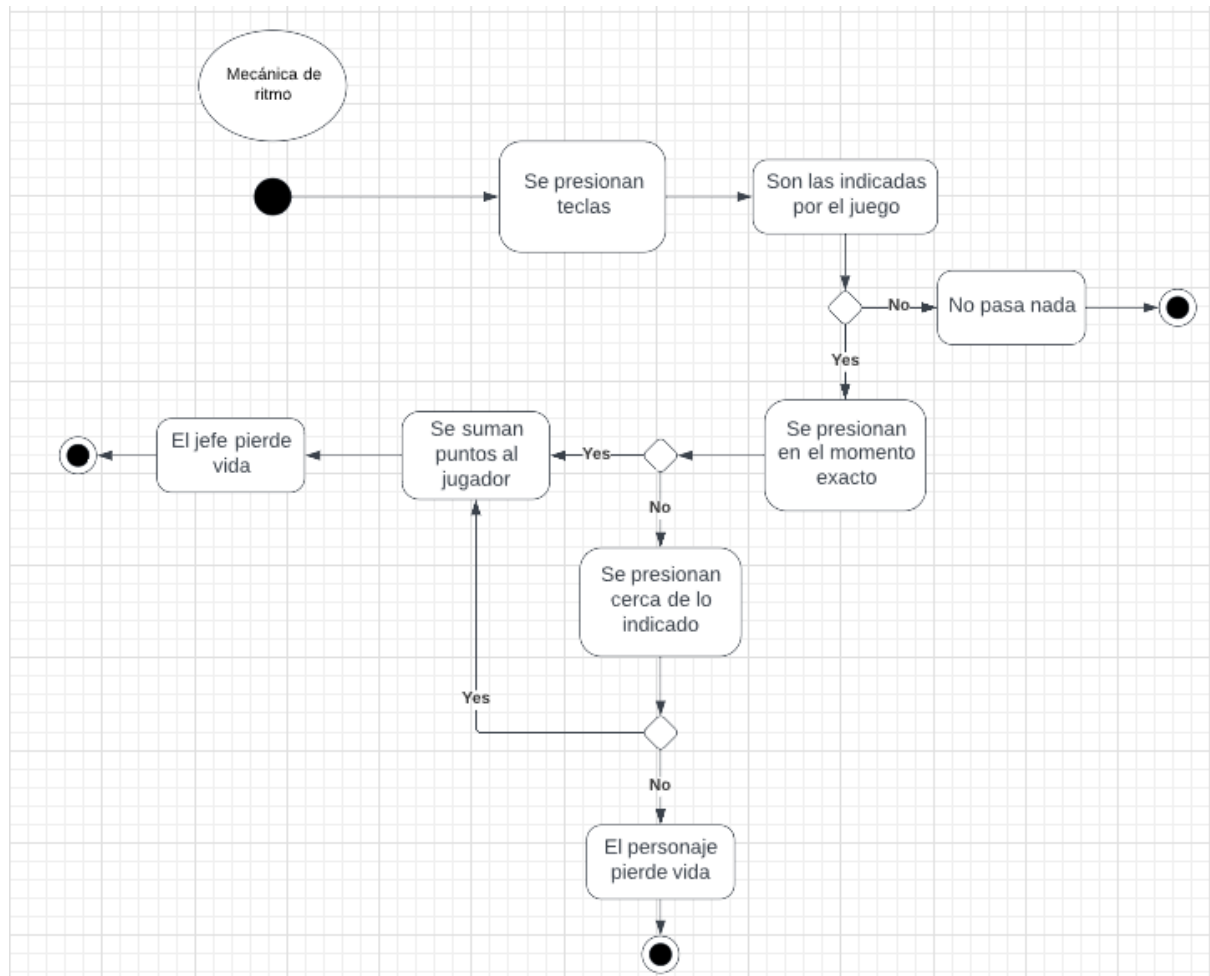 Mecánica de
ritmo
Se presionan
teclas
Son las indicadas
por el juego
No
No pasa nada
Yes
Se presionan
en el momento
exacto
Yes
Se suman
puntos al
jugador
El jefe pierde
vida
No
Se presionan
cerca de lo
indicado
Yes
No
El personaje
pierde vida